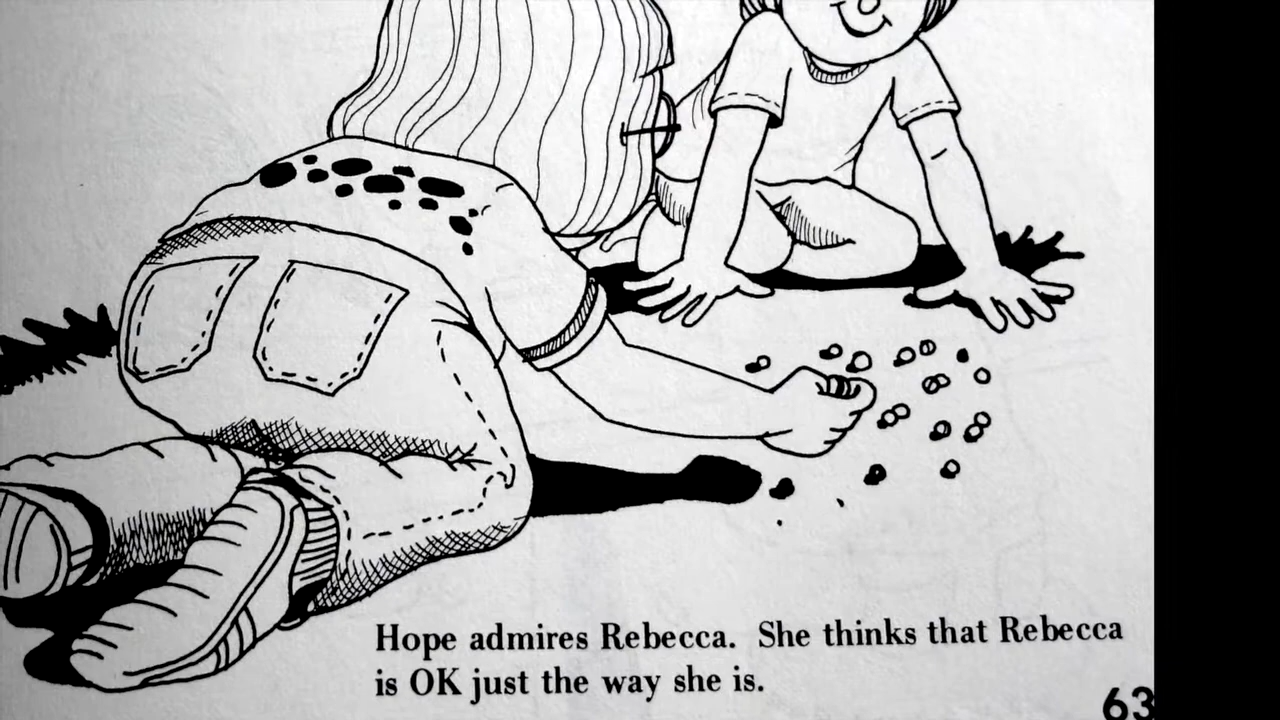 Hope admires Rebecca. She thinks that Rebecca
is OK just the way she is.
63